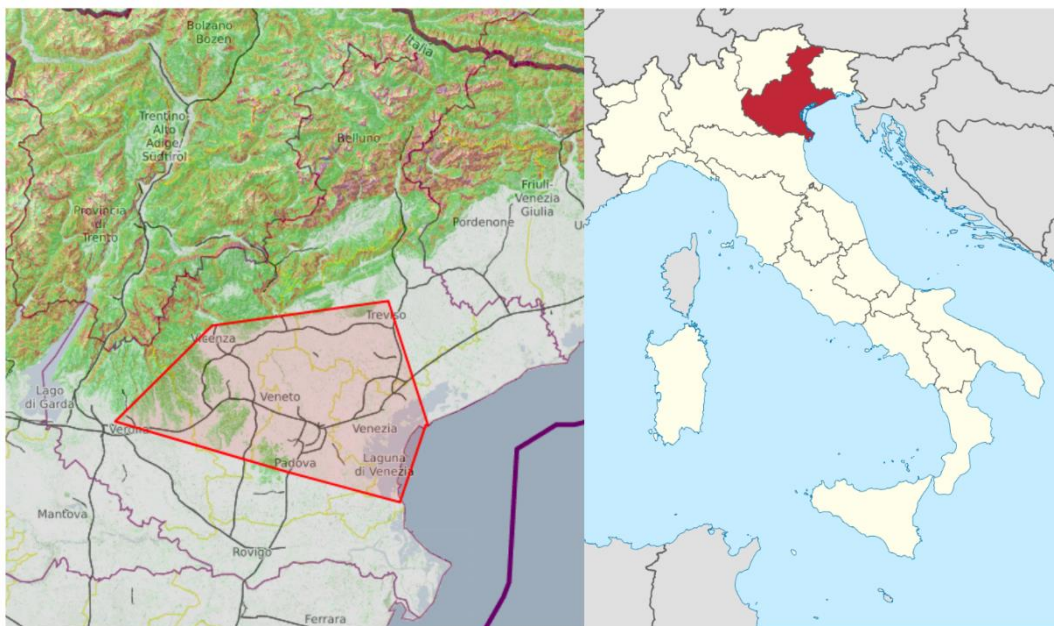 Bolzano
Bozen
Italia
Trentino-
Alto
Adige/
Südtirol
Belluno
Provincia
di
Trento
Friuli-
Venezia
Giulia
Pordenone
Treviso
Vicenza
Lago
di Garda
Veneto
Verona
Venezia
Laguna
di Venezia
Padova
Mantova
Rovigo
Ferrara